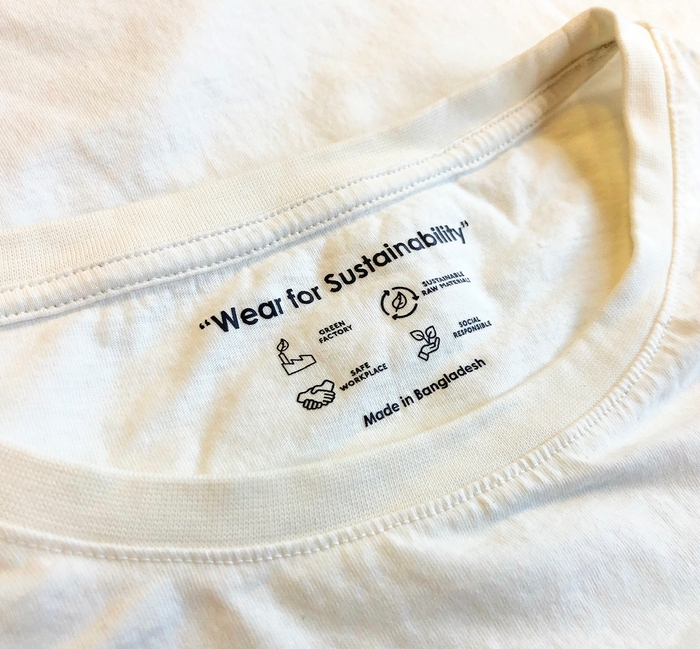 “Wear for Sustainability”
GREEN
FACTORY
SUSTAINABLE
RAW MATERIALS
SAFE
WORKPLACE
SOCIAL
RESPONSIBLE
Made in Bangladesh